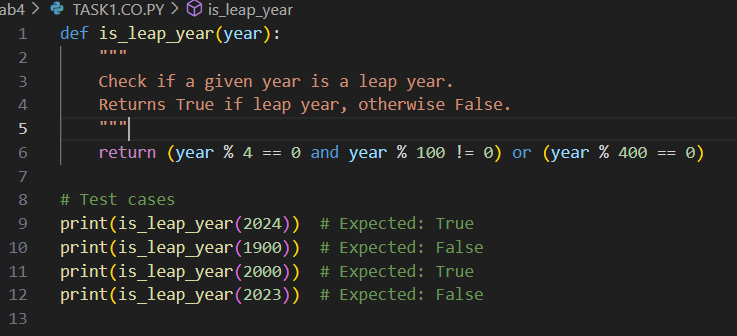 ab4 > TASK1.CO.PY > is_leap_year
1 def is_leap_year(year):
2     """
3     Check if a given year is a leap year.
4     Returns True if leap year, otherwise False.
5     """
6     return (year % 4 == 0 and year % 100 != 0) or (year % 400 == 0)
7
8 # Test cases
9 print(is_leap_year(2024))  # Expected: True
10 print(is_leap_year(1900))  # Expected: False
11 print(is_leap_year(2000))  # Expected: True
12 print(is_leap_year(2023))  # Expected: False
13